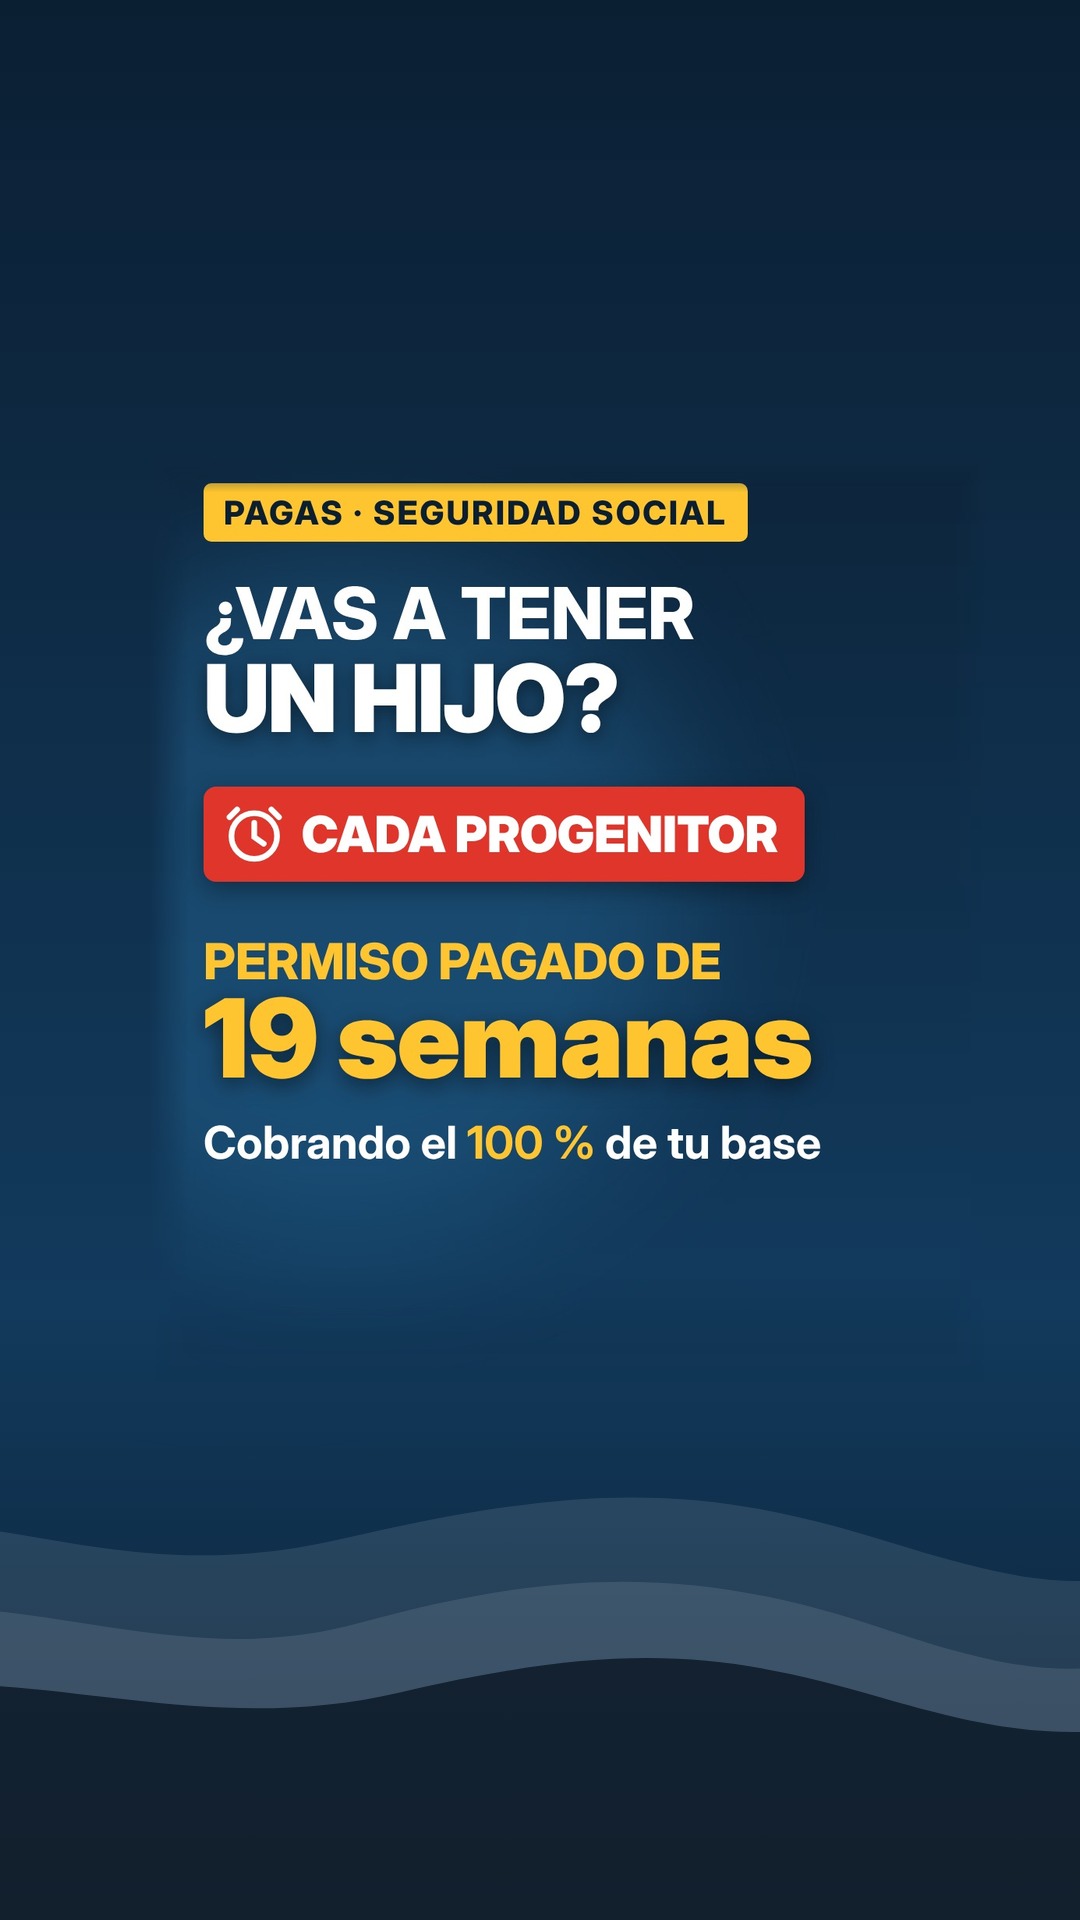 PAGAS · SEGURIDAD SOCIAL
¿VAS A TENER
UN HIJO?
CADA PROGENITOR
PERMISO PAGADO DE
19 semanas
Cobrando el 100 % de tu base